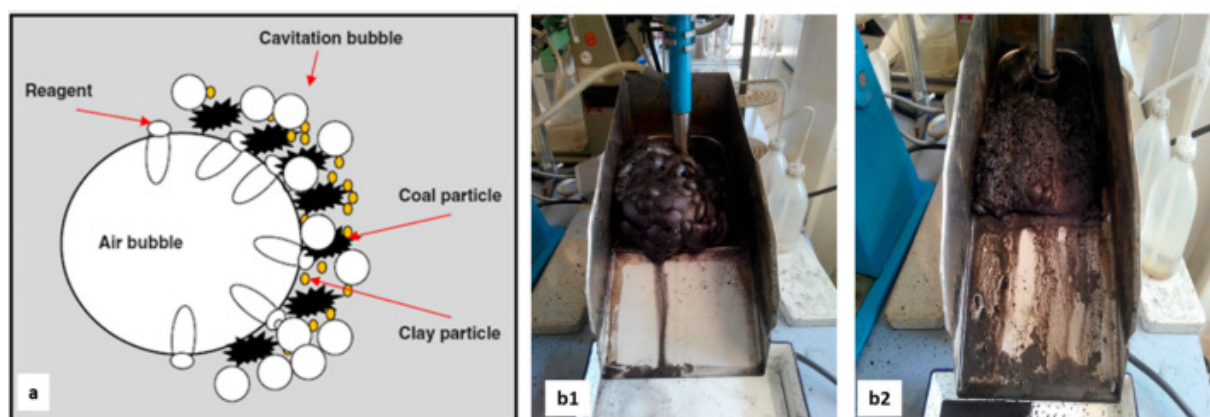 Cavitation bubble
Reagent
Coal particle
Air bubble
Clay particle
a
b1
b2